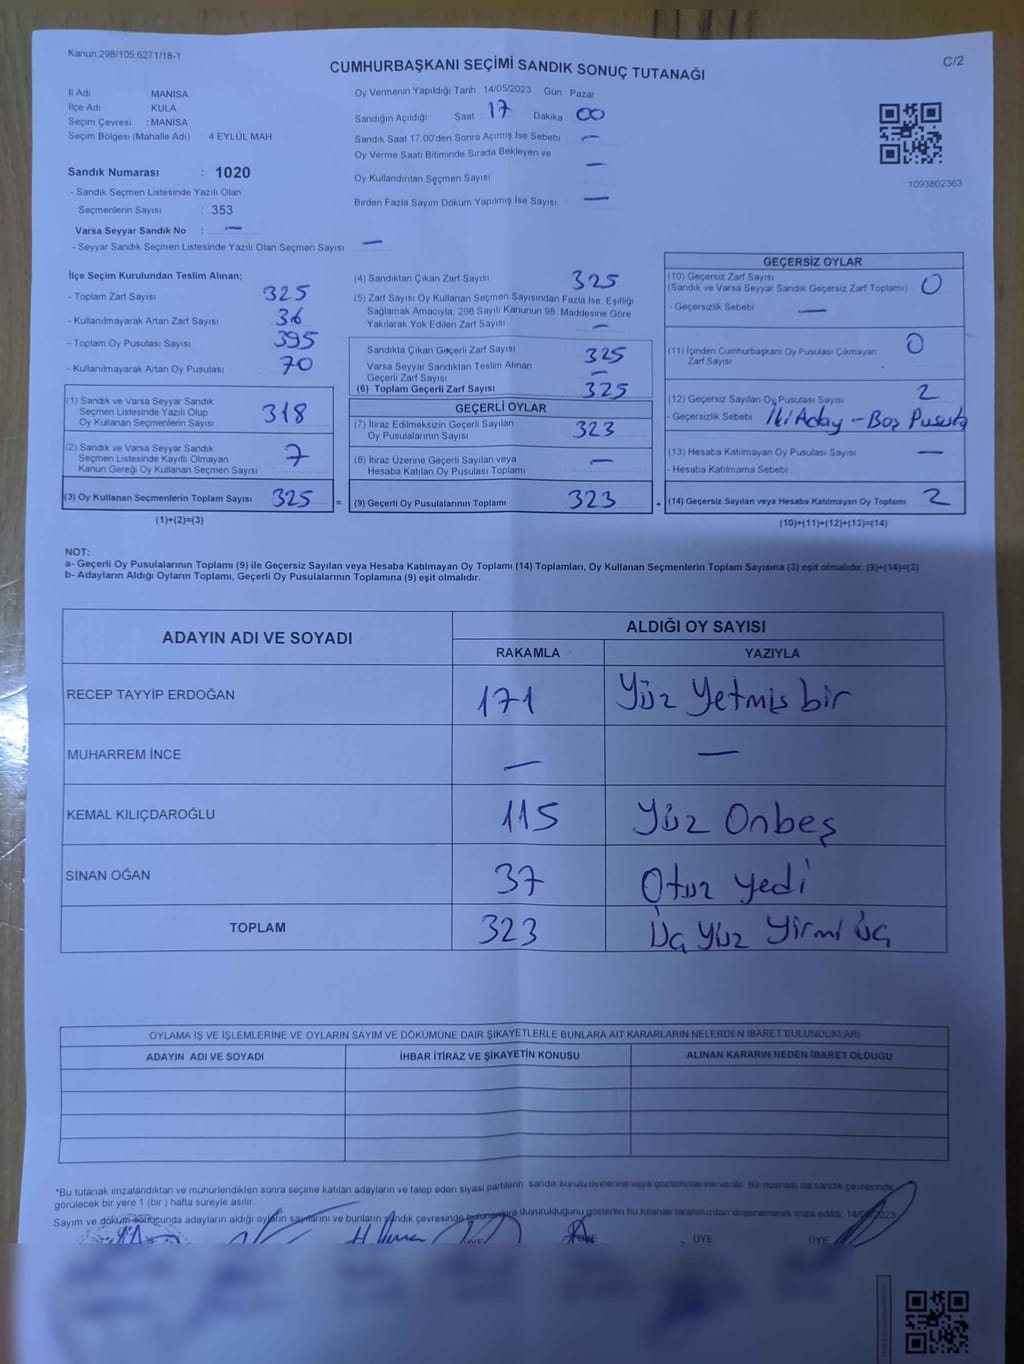 Kanun,298/105;6271/18-1
C/2
CUMHURBAŞKANI SEÇİMİ SANDIK SONUÇ TUTANAĞI
İl Adı MANİSA
İlçe Adı : KULA
Seçim Çevresi : MANİSA
Seçim Bölgesi (Mahalle Adı) 4 EYLÜL MAH.
Oy Vermenin Yapıldığı Tarih 14/05/2023 Gün Pazar
Sandığın Açıldığı Saat 17 Dakika 00
Sandık Saat 17:00'den Sonra Açımış İse Sebebi —
Oy Verme Saati Bitiminde Sırada Bekleyen ve
Oy Kullandırılan Seçmen Sayısı —
Birden Fazla Sayım Döküm Yapılmış İse Sayısı —
1093802363
Sandık Numarası : 1020
- Sandık Seçmen Listesinde Yazılı Olan
Seçmenlerin Sayısı : 353
Varsa Seyyar Sandık No : —
- Seyyar Sandık Seçmen Listesinde Yazılı Olan Seçmen Sayısı —
İlçe Seçim Kurulundan Teslim Alınan;
- Toplam Zarf Sayısı 325
- Kullanılmayarak Artan Zarf Sayısı 36
- Toplam Oy Pusulası Sayısı 395
- Kullanılmayarak Artan Oy Pusulası 70
(1) Sandık ve Varsa Seyyar Sandık
Seçmen Listesinde Yazılı Olup
Oy Kullanan Seçmenlerin Sayısı 318
(2) Sandık ve Varsa Seyyar Sandık
Seçmen Listesinde Kayıtlı Olmayan
Kanun Gereği Oy Kullanan Seçmen Sayısı 7
(3) Oy Kullanan Seçmenlerin Toplam Sayısı 325 =
(1)+(2)=(3)
(4) Sandıktan Çıkan Zarf Sayısı 325
(5) Zarf Sayısı Oy Kullanan Seçmen Sayısından Fazla İse, Eşitliği
Sağlamak Amacıyla, 298 Sayılı Kanunun 98. Maddesine Göre
Yakılarak Yok Edilen Zarf Sayısı —
Sandıkta Çıkan Geçerli Zarf Sayısı 325
Varsa Seyyar Sandıktan Teslim Alınan
Geçerli Zarf Sayısı —
(6) Toplam Geçerli Zarf Sayısı 325
GEÇERLİ OYLAR
(7) İtiraz Edilmeksizin Geçerli Sayılan
Oy Pusulalarının Sayısı 323
(8) İtiraz Üzerine Geçerli Sayılan veya
Hesaba Katılan Oy Pusulası Toplamı —
(9) Geçerli Oy Pusulalarının Toplamı 323 +
GEÇERSİZ OYLAR
(10) Geçersiz Zarf Sayısı
(Sandık ve Varsa Seyyar Sandık Geçersiz Zarf Toplamı) 0
- Geçersizlik Sebebi —
(11) İçinden Cumhurbaşkanı Oy Pusulası Çıkmayan
Zarf Sayısı 0
(12) Geçersiz Sayılan Oy Pusulası Sayısı 2
- Geçersizlik Sebebi İki Aday - Boş Pusula
(13) Hesaba Katılmayan Oy Pusulası Sayısı —
- Hesaba Katılmama Sebebi
(14) Geçersiz Sayılan veya Hesaba Katılmayan Oy Toplamı 2
(10)+(11)+(12)+(13)=(14)
NOT:
a- Geçerli Oy Pusulalarının Toplamı (9) ile Geçersiz Sayılan veya Hesaba Katılmayan Oy Toplamı (14) Toplamları, Oy Kullanan Seçmenlerin Toplam Sayısına (3) eşit olmalıdır. (9)+(14)=(3)
b- Adayların Aldığı Oyların Toplamı, Geçerli Oy Pusulalarının Toplamına (9) eşit olmalıdır.
ADAYIN ADI VE SOYADI
ALDIĞI OY SAYISI
RAKAMLA YAZIYLA
RECEP TAYYİP ERDOĞAN 171 Yüz Yetmiş bir
MUHARREM İNCE — —
KEMAL KILIÇDAROĞLU 115 Yüz Onbeş
SİNAN OĞAN 37 Otuz yedi
TOPLAM 323 Üç Yüz Yirmi üç
OYLAMA İŞ VE İŞLEMLERİNE VE OYLARIN SAYIM VE DÖKÜMÜNE DAİR ŞİKAYETLERLE BUNLARA AİT KARARLARIN NELERDEN İBARET BULUNDUKLARI
ADAYIN ADI VE SOYADI İHBAR İTİRAZ VE ŞİKAYETİN KONUSU ALINAN KARARIN NEDEN İBARET OLDUĞU
*Bu tutanak imzalandıktan ve mühürlendikten sonra seçime katılan adayların ve talep eden siyasi partilerin sandık kurulu üyelerine veya gözlemcilerine verilir. Bir nüshası da sandık çevresinde
görülecek bir yere 1 (bir) hafta süreyle asılır.
Sayım ve döküm sonucunda adayların aldığı oyların sayılarını ve bunların sandık çevresinde bulunanlara duyurulduğunu gösteren bu tutanak tarafımızdan düzenlenerek imza edildi. 14/05/2023
ÜYE ÜYE